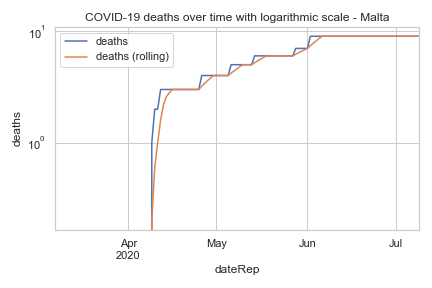 COVID-19 deaths over time with logarithmic scale - Malta
10¹
deaths
deaths (rolling)
10⁰
deaths
Apr
2020
May
Jun
Jul
dateRep